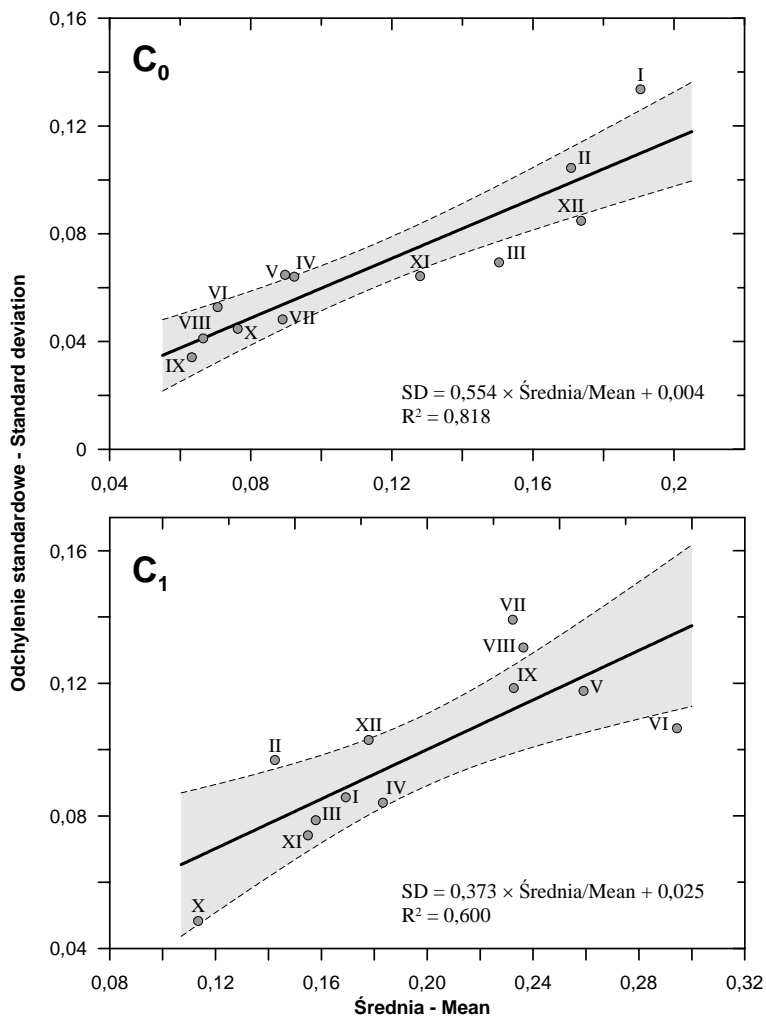 Odchylenie standardowe - Standard deviation
0,16
0,12
0,08
0,04
0
C0
I
II
XII
III
XI
V
IV
VI
VIII
X
VII
IX
SD = 0,554 × Średnia/Mean + 0,004
R² = 0,818
0,04
0,08
0,12
0,16
0,2
0,16
0,12
0,08
0,04
C1
VII
VIII
IX
V
VI
XII
II
I
IV
III
XI
X
SD = 0,373 × Średnia/Mean + 0,025
R² = 0,600
0,08
0,12
0,16
0,20
0,24
0,28
0,32
Średnia - Mean